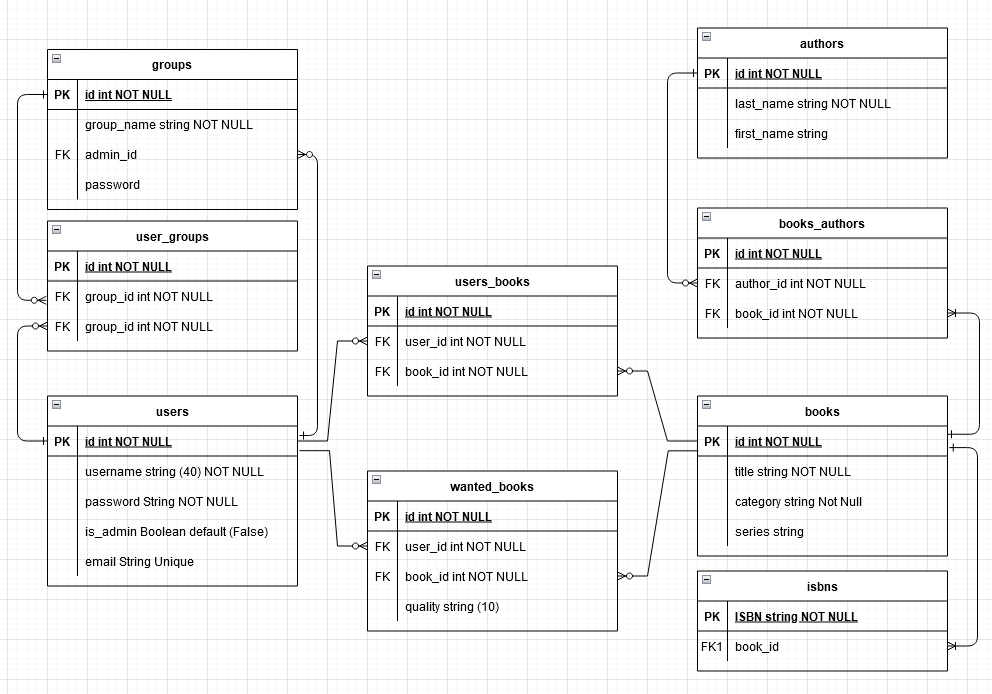 groups
PK id int NOT NULL
group_name string NOT NULL
FK admin_id
password
user_groups
PK id int NOT NULL
FK group_id int NOT NULL
FK group_id int NOT NULL
users
PK id int NOT NULL
username string (40) NOT NULL
password String NOT NULL
is_admin Boolean default (False)
email String Unique
users_books
PK id int NOT NULL
FK user_id int NOT NULL
FK book_id int NOT NULL
wanted_books
PK id int NOT NULL
FK user_id int NOT NULL
FK book_id int NOT NULL
quality string (10)
authors
PK id int NOT NULL
last_name string NOT NULL
first_name string
books_authors
PK id int NOT NULL
FK author_id int NOT NULL
FK book_id int NOT NULL
books
PK id int NOT NULL
title string NOT NULL
category string Not Null
series string
isbns
PK ISBN string NOT NULL
FK1 book_id